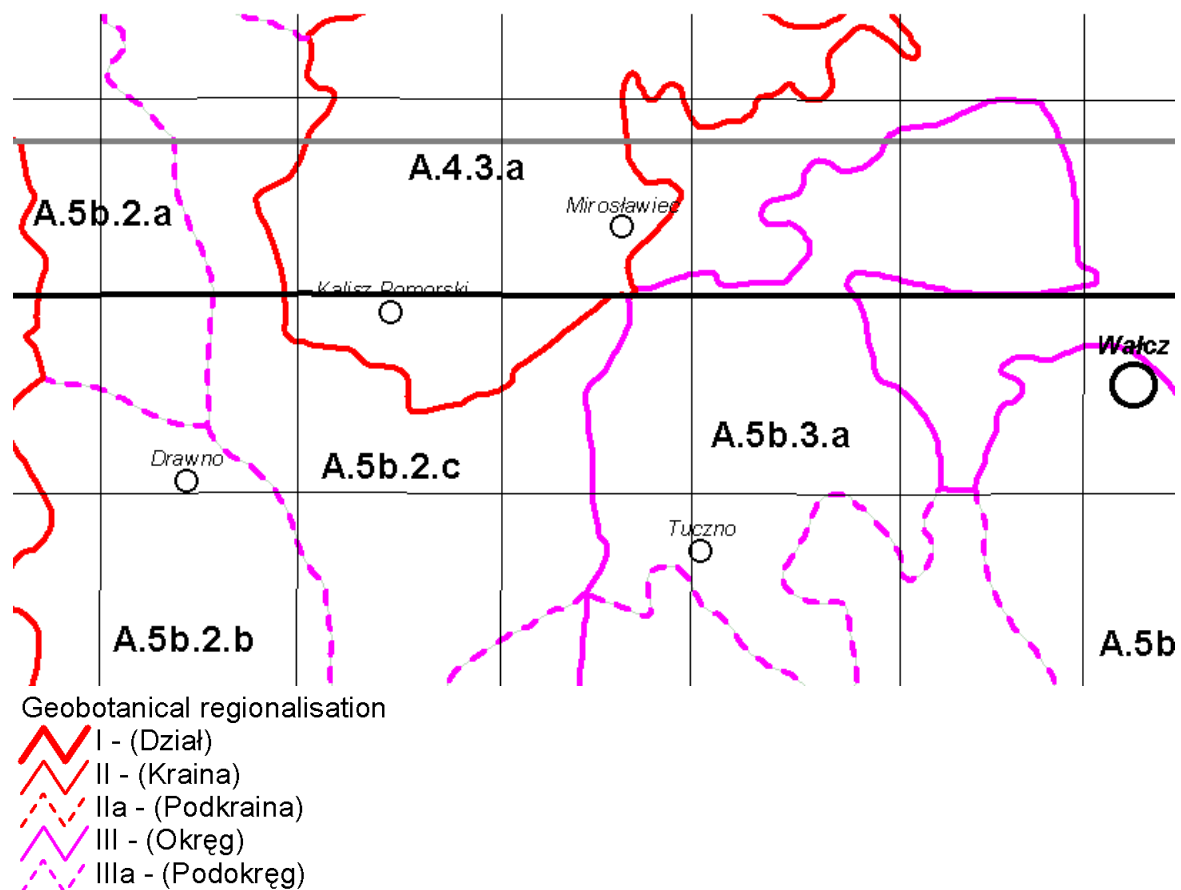 A.4.3.a
Mirosławiec
A.5b.2.a
Kalisz Pomorski
Wałcz
A.5b.3.a
Drawno
A.5b.2.c
Tuczno
A.5b.2.b
A.5b
Geobotanical regionalisation
I - (Dział)
II - (Kraina)
IIa - (Podkraina)
III - (Okręg)
IIIa - (Podokręg)